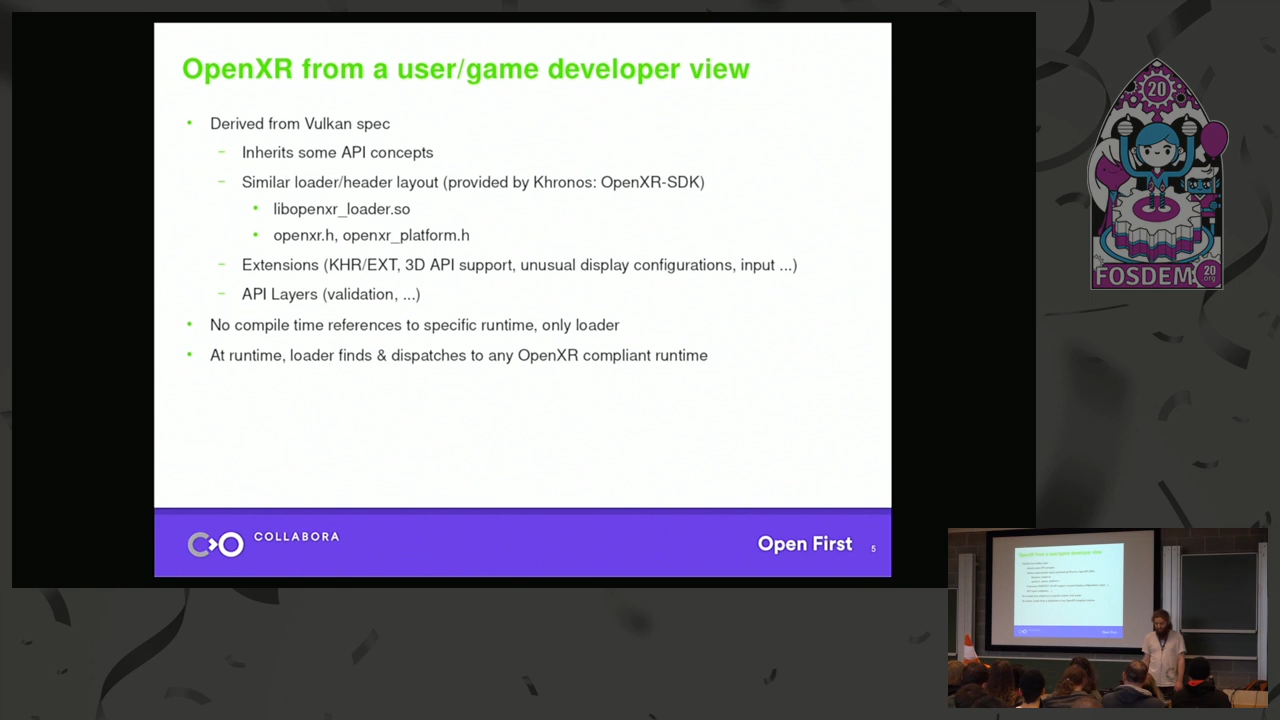 OpenXR from a user/game developer view
• Derived from Vulkan spec
– Inherits some API concepts
– Similar loader/header layout (provided by Khronos: OpenXR-SDK)
• libopenxr_loader.so
• openxr.h, openxr_platform.h
– Extensions (KHR/EXT, 3D API support, unusual display configurations, input ...)
– API Layers (validation, ...)
• No compile time references to specific runtime, only loader
• At runtime, loader finds & dispatches to any OpenXR compliant runtime
COLLABORA
Open First
5
20
FOSDEM
20
.org